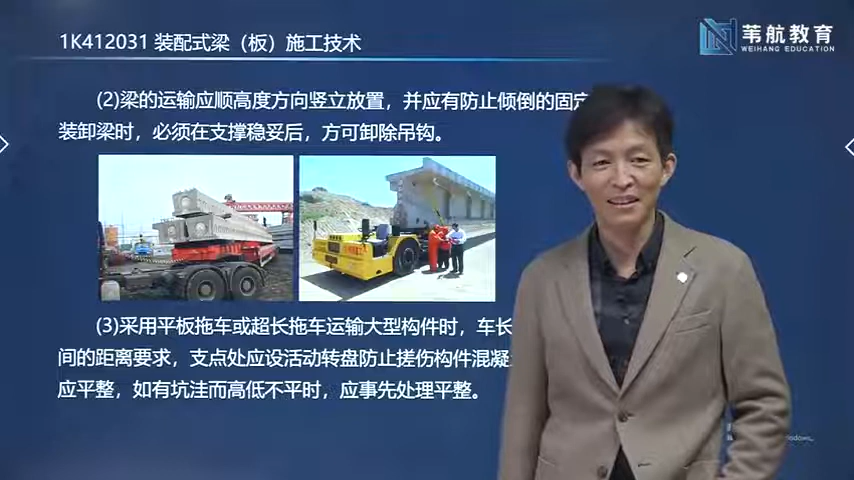 1K412031 装配式梁（板）施工技术
苇航教育
WEIHANG EDUCATION
(2)梁的运输应顺高度方向竖立放置，并应有防止倾倒的固定
装卸梁时，必须在支撑稳妥后，方可卸除吊钩。
(3)采用平板拖车或超长拖车运输大型构件时，车长
间的距离要求，支点处应设活动转盘防止搓伤构件混凝
应平整，如有坑洼而高低不平时，应事先处理平整。